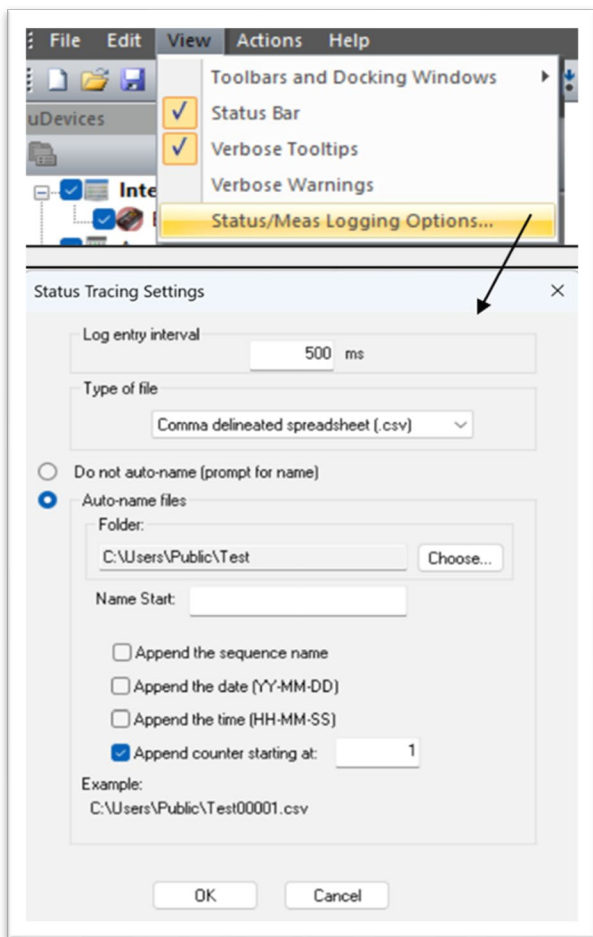 File Edit View Actions Help
Toolbars and Docking Windows
uDevices
Status Bar
Verbose Tooltips
Inte
Verbose Warnings
Status/Meas Logging Options...
Status Tracing Settings
Log entry interval
500 ms
Type of file
Comma delineated spreadsheet (.csv)
Do not auto-name (prompt for name)
Auto-name files
Folder:
C:\Users\Public\Test Choose...
Name Start:
Append the sequence name
Append the date (YY-MM-DD)
Append the time (HH-MM-SS)
Append counter starting at: 1
Example:
C:\Users\Public\Test00001.csv
OK Cancel